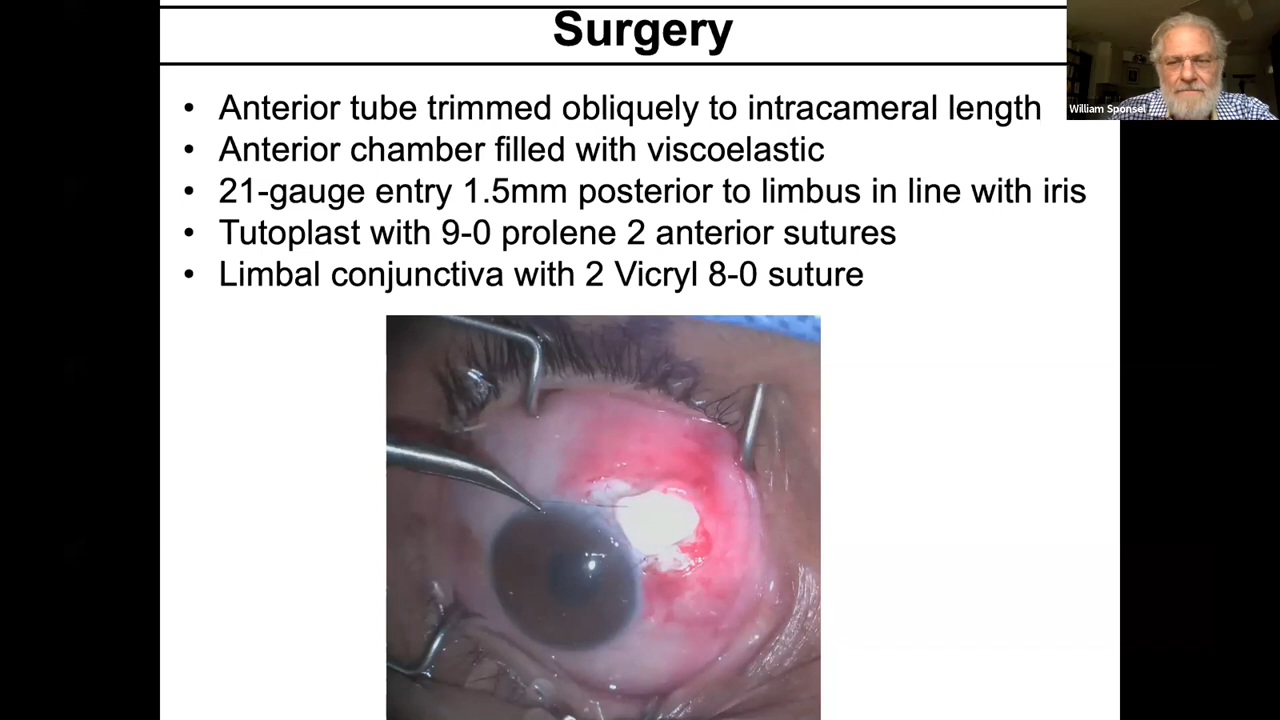 Surgery
• Anterior tube trimmed obliquely to intracameral length
• Anterior chamber filled with viscoelastic
• 21-gauge entry 1.5mm posterior to limbus in line with iris
• Tutoplast with 9-0 prolene 2 anterior sutures
• Limbal conjunctiva with 2 Vicryl 8-0 suture
William Sponsel